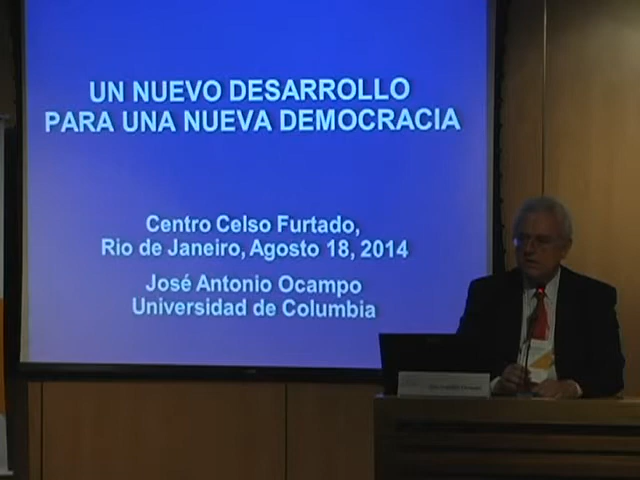 UN NUEVO DESARROLLO
PARA UNA NUEVA DEMOCRACIA
Centro Celso Furtado,
Rio de Janeiro, Agosto 18, 2014
José Antonio Ocampo
Universidad de Columbia